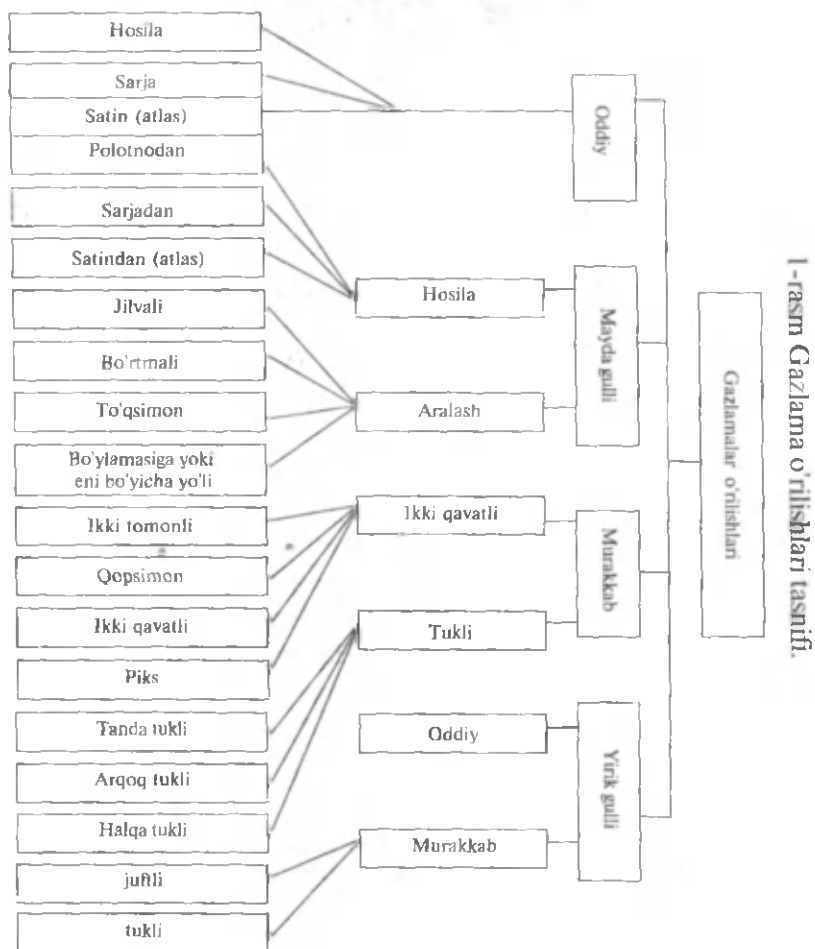 1-rasm Gazlama o'rilishlari tasnifi.
Gazlamalar o'rilishlari
Oddiy
Mayda gulli
Murakkab
Yirik gulli
Hosila
Aralash
Ikki qavatli
Tukli
Oddiy
Murakkab
Hosila
Sarja
Satin (atlas)
Polotnodan
Sarjadan
Satindan (atlas)
Jilvali
Bo'rtmali
To'qsimon
Bo'ylamasiga yoki
eni bo'yicha yo'li
Ikki tomonli
Qopsimon
Ikki qavatli
Piks
Tanda tukli
Arqoq tukli
Halqa tukli
juftli
tukli